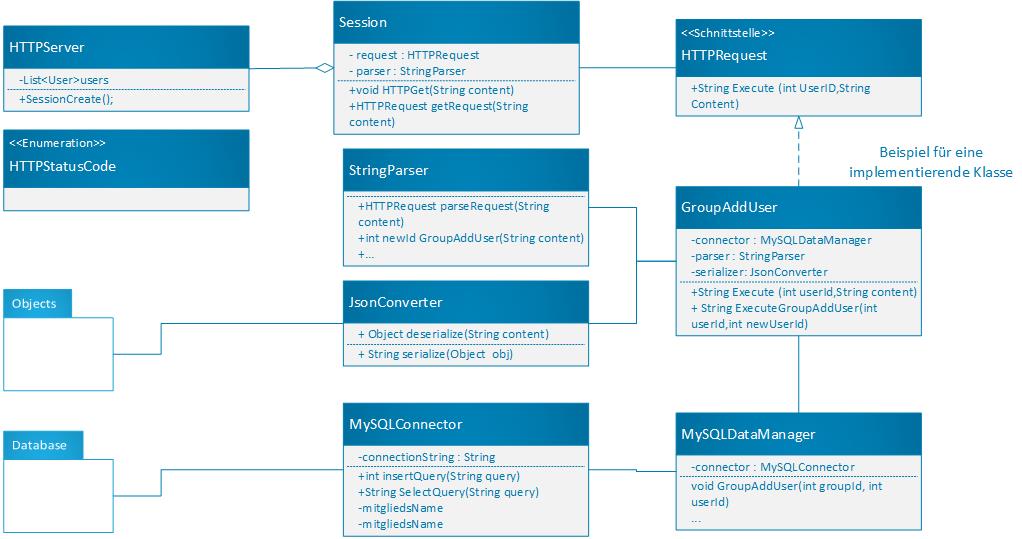 HTTPServer
-List<User>users
+SessionCreate();
Session
- request : HTTPRequest
- parser : StringParser
+void HTTPGet(String content)
+HTTPRequest getRequest(String
content)
<<Schnittstelle>>
HTTPRequest
+String Execute (int UserID,String
Content)
<<Enumeration>>
HTTPStatusCode
Beispiel für eine
implementierende Klasse
StringParser
+HTTPRequest parseRequest(String
content)
+int newId GroupAddUser(String content)
+...
GroupAddUser
-connector : MySQLDataManager
-parser : StringParser
-serializer: JsonConverter
+String Execute (int userId,String content)
+ String ExecuteGroupAddUser(int
userId,int newUserId)
Objects
JsonConverter
+ Object deserialize(String content)
+ String serialize(Object  obj)
Database
MySQLConnector
-connectionString : String
+int insertQuery(String query)
+String SelectQuery(String query)
-mitgliedsName
-mitgliedsName
MySQLDataManager
-connector : MySQLConnector
void GroupAddUser(int groupId, int
userId)
...